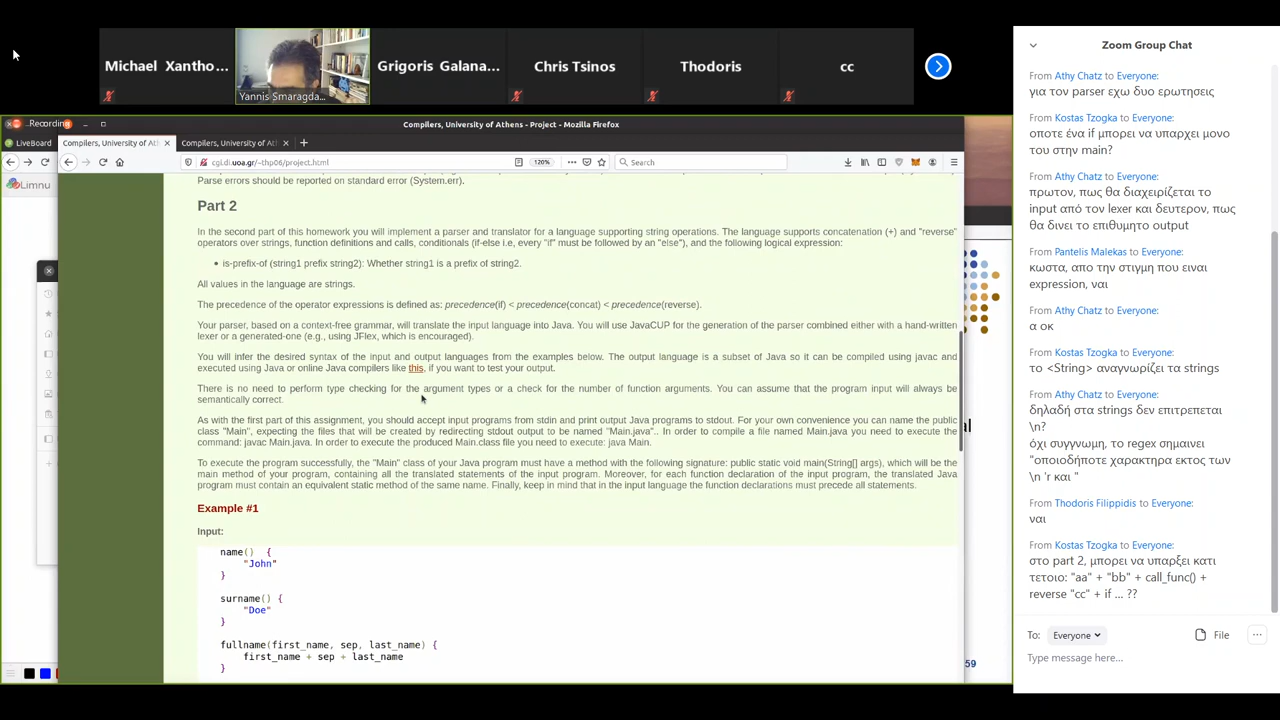 Michael Xantho...
Yannis Smaragda...
Grigoris Galana...
Chris Tsinos
Thodoris
cc
Recording
Compilers, University of Athens - Project - Mozilla Firefox
LiveBoard
Compilers, University of Ath
Compilers, University of Ath
cgi.di.uoa.gr/~thp06/project.html
120%
Search
Limnu
Parse errors should be reported on standard error (System.err).
Part 2
In the second part of this homework you will implement a parser and translator for a language supporting string operations. The language supports concatenation (+) and "reverse"
operators over strings, function definitions and calls, conditionals (if-else i.e, every "if" must be followed by an "else"), and the following logical expression:
is-prefix-of (string1 prefix string2): Whether string1 is a prefix of string2.
All values in the language are strings.
The precedence of the operator expressions is defined as: precedence(if) < precedence(concat) < precedence(reverse).
Your parser, based on a context-free grammar, will translate the input language into Java. You will use JavaCUP for the generation of the parser combined either with a hand-written
lexer or a generated-one (e.g., using JFlex, which is encouraged).
You will infer the desired syntax of the input and output languages from the examples below. The output language is a subset of Java so it can be compiled using javac and
executed using Java or online Java compilers like this, if you want to test your output.
There is no need to perform type checking for the argument types or a check for the number of function arguments. You can assume that the program input will always be
semantically correct.
As with the first part of this assignment, you should accept input programs from stdin and print output Java programs to stdout. For your own convenience you can name the public
class "Main", expecting the files that will be created by redirecting stdout output to be named "Main.java".. In order to compile a file named Main.java you need to execute the
command: javac Main.java. In order to execute the produced Main.class file you need to execute: java Main.
To execute the program successfully, the "Main" class of your Java program must have a method with the following signature: public static void main(String[] args), which will be the
main method of your program, containing all the translated statements of the input program. Moreover, for each function declaration of the input program, the translated Java
program must contain an equivalent static method of the same name. Finally, keep in mind that in the input language the function declarations must precede all statements.
Example #1
Input:
name()  {
"John"
}
surname() {
"Doe"
}
fullname(first_name, sep, last_name) {
first_name + sep + last_name
}
al
59
Zoom Group Chat
From Athy Chatz to Everyone:
για τον parser εχω δυο ερωτησεις
From Kostas Tzogka to Everyone:
οποτε ένα if μπορει να υπαρχει μονο
του στην main?
From Athy Chatz to Everyone:
πρωτον, πως θα διαχειρίζεται το
input από τον lexer και δευτερον, πως
θα δινει το επιθυμητο output
From Pantelis Malekas to Everyone:
κωστα, απο την στιγμη που ειναι
expression, ναι
From Athy Chatz to Everyone:
α οκ
From Kostas Tzogka to Everyone:
το <String> αναγνωρίζει τα strings
From Athy Chatz to Everyone:
δηλαδή στα strings δεν επιτρεπεται
\n?
όχι συγγνωμη, το regex σημαινει
"οποιοδήποτε χαρακτηρα εκτος των
\n 'r και "
From Thodoris Filippidis to Everyone:
ναι
From Kostas Tzogka to Everyone:
στο part 2, μπορει να υπαρξει κατι
τετοιο: "aa" + "bb" + call_func() +
reverse "cc" + if ... ??
To: Everyone
File
Type message here...